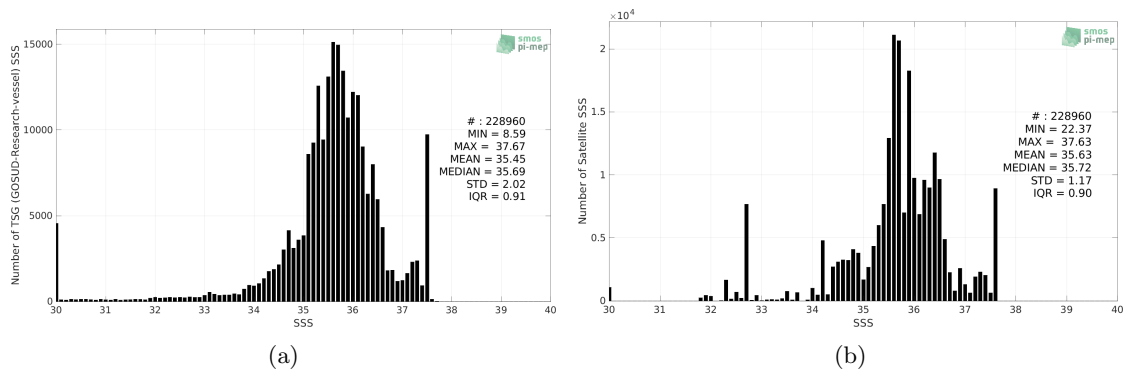 Number of TSG (GOSUD-Research-vessel) SSS
15000
10000
5000
0
smos
pi-mep
# : 228960
MIN = 8.59
MAX = 37.67
MEAN = 35.45
MEDIAN = 35.69
STD = 2.02
IQR = 0.91
30 31 32 33 34 35 36 37 38 39 40
SSS
(a)
×10⁴
Number of Satellite SSS
2
1.5
1
0.5
0
smos
pi-mep
# : 228960
MIN = 22.37
MAX = 37.63
MEAN = 35.63
MEDIAN = 35.72
STD = 1.17
IQR = 0.90
30 31 32 33 34 35 36 37 38 39 40
SSS
(b)